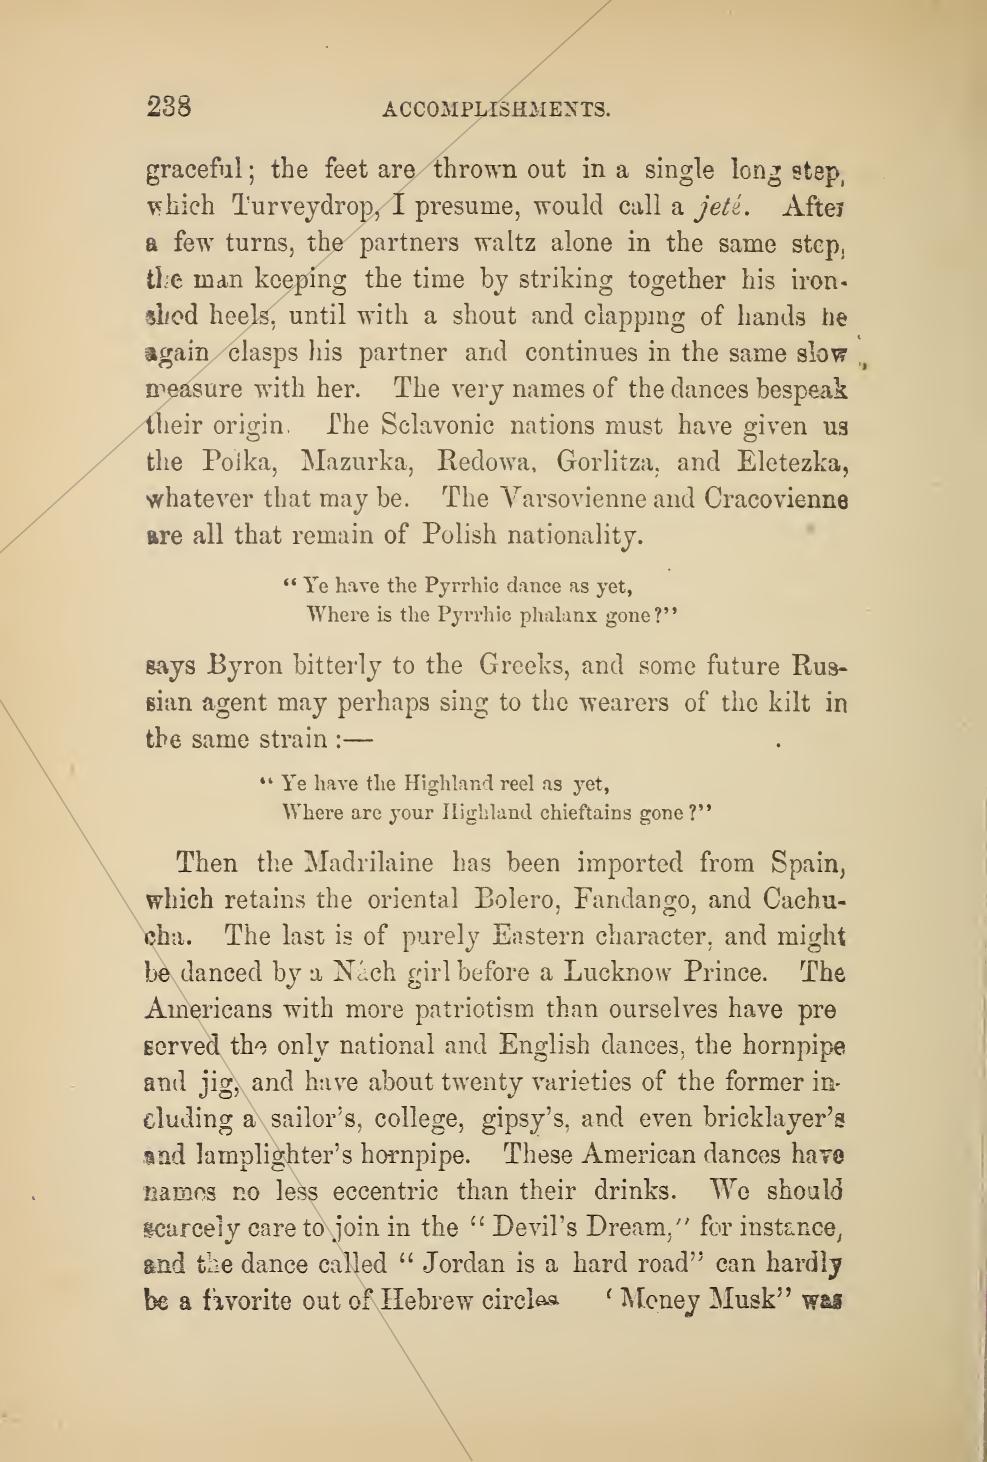 238 ACCOMPLISHMENTS.
graceful; the feet are thrown out in a single long step,
which Turveydrop, I presume, would call a jeté. After
a few turns, the partners waltz alone in the same step,
the man keeping the time by striking together his iron-
shod heels, until with a shout and clapping of hands he
again clasps his partner and continues in the same slow
measure with her. The very names of the dances bespeak
their origin. The Sclavonic nations must have given us
the Polka, Mazurka, Redowa, Gorlitza, and Eletezka,
whatever that may be. The Varsovienne and Cracovienne
are all that remain of Polish nationality.
“ Ye have the Pyrrhic dance as yet,
Where is the Pyrrhic phalanx gone?”
says Byron bitterly to the Greeks, and some future Rus-
sian agent may perhaps sing to the wearers of the kilt in
the same strain :—
“ Ye have the Highland reel as yet,
Where are your Highland chieftains gone?”
Then the Madrilaine has been imported from Spain,
which retains the oriental Bolero, Fandango, and Cachu-
cha. The last is of purely Eastern character, and might
be danced by a Nách girl before a Lucknow Prince. The
Americans with more patriotism than ourselves have pre
served the only national and English dances, the hornpipe
and jig, and have about twenty varieties of the former in-
cluding a sailor’s, college, gipsy’s, and even bricklayer’s
and lamplighter’s hornpipe. These American dances have
names no less eccentric than their drinks. We should
scarcely care to join in the “ Devil’s Dream,” for instance,
and the dance called “ Jordan is a hard road” can hardly
be a favorite out of Hebrew circles ‘ Money Musk” was